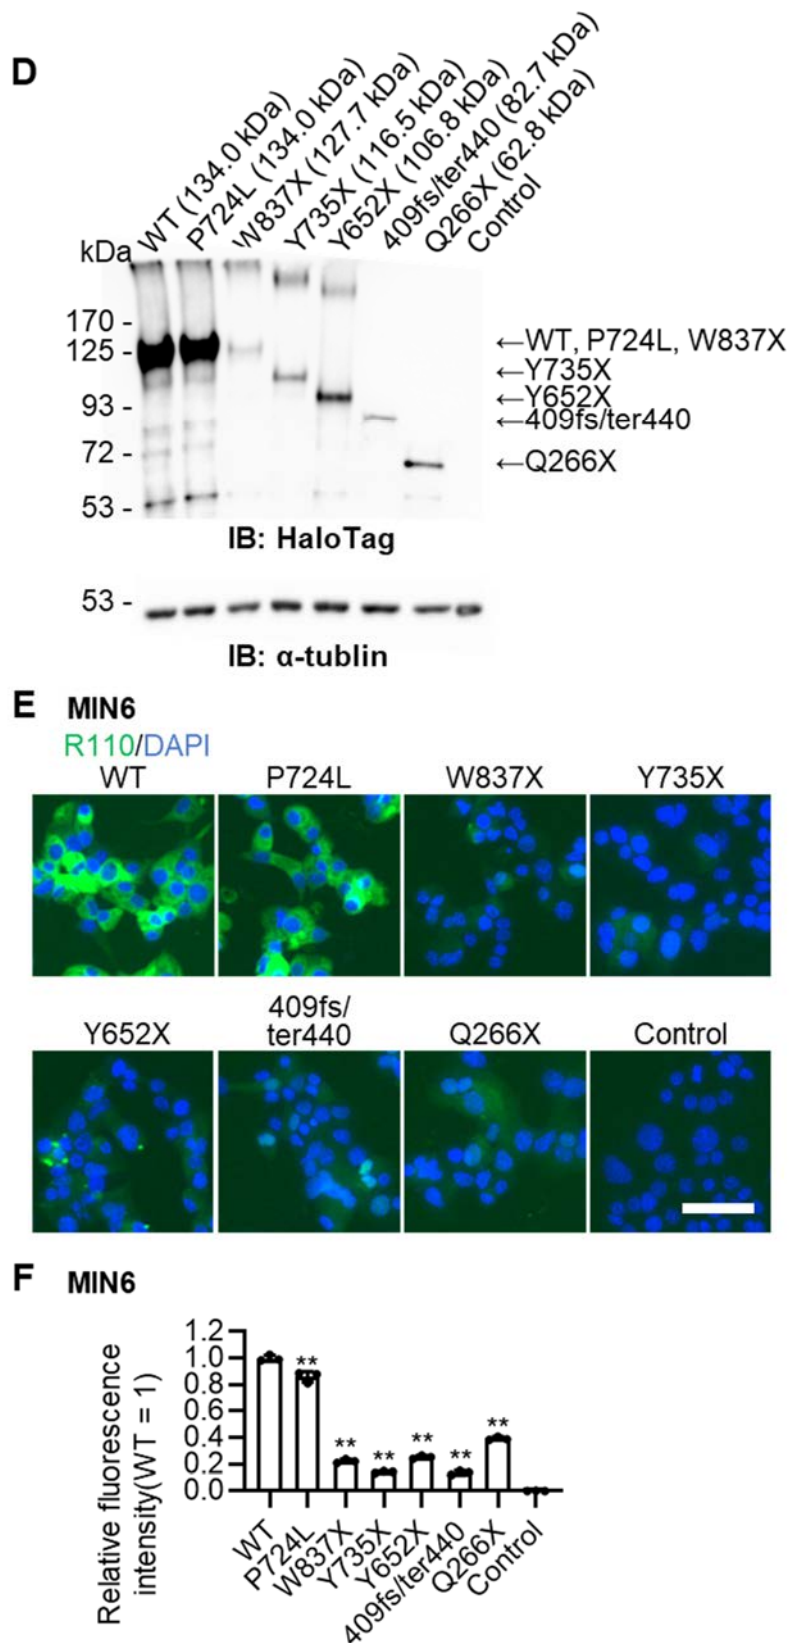 D
WT (134.0 kDa)
P724L (134.0 kDa)
W837X (127.7 kDa)
Y735X (116.5 kDa)
Y652X (106.8 kDa)
409fs/ter440 (82.7 kDa)
Q266X (62.8 kDa)
Control
kDa
170 -
125 -
93 -
72 -
53 -
←WT, P724L, W837X
←Y735X
←Y652X
←409fs/ter440
←Q266X
IB: HaloTag
53 -
IB: α-tublin
E MIN6
R110/DAPI
WT P724L W837X Y735X
Y652X 409fs/ter440 Q266X Control
F MIN6
Relative fluorescence
intensity(WT = 1)
1.2
1.0
0.8
0.6
0.4
0.2
0.0
** ** ** ** ** **
WT
P724L
W837X
Y735X
Y652X
409fs/ter440
Q266X
Control